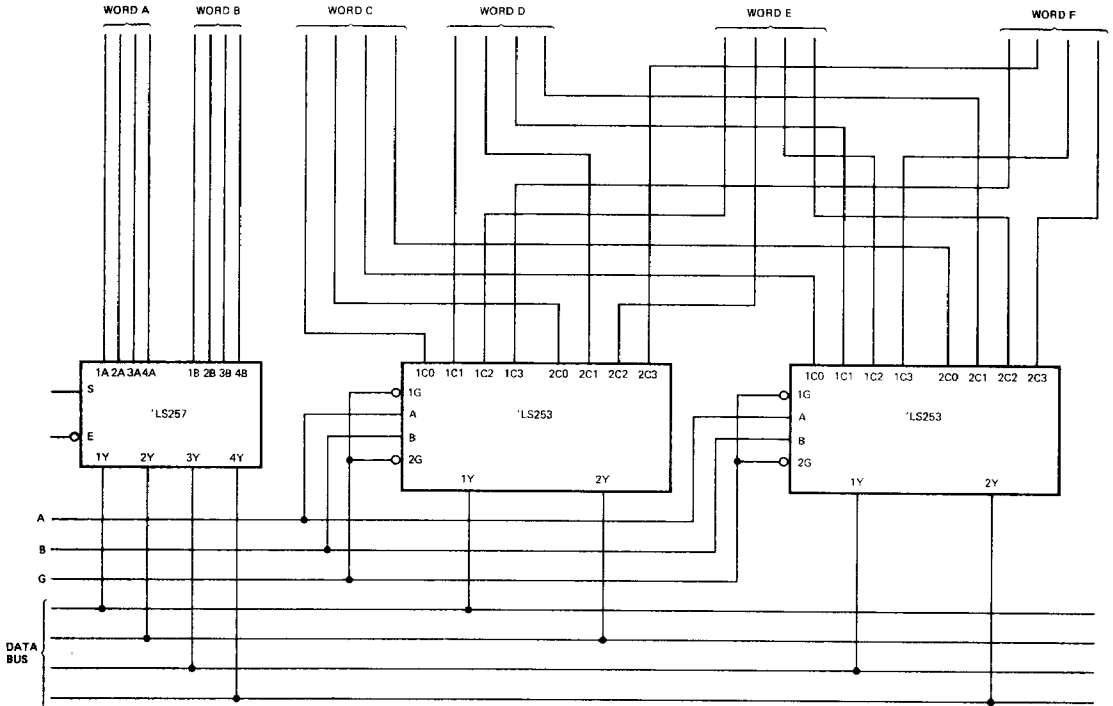 WORD A WORD B WORD C WORD D WORD E WORD F
1A 2A 3A 4A 1B 2B 3B 4B
S
'LS257
E
1Y 2Y 3Y 4Y
1C0 1C1 1C2 1C3 2C0 2C1 2C2 2C3
1G
A
'LS253
B
2G
1Y 2Y
1C0 1C1 1C2 1C3 2C0 2C1 2C2 2C3
1G
A
'LS253
B
2G
1Y 2Y
A
B
G
DATA
BUS